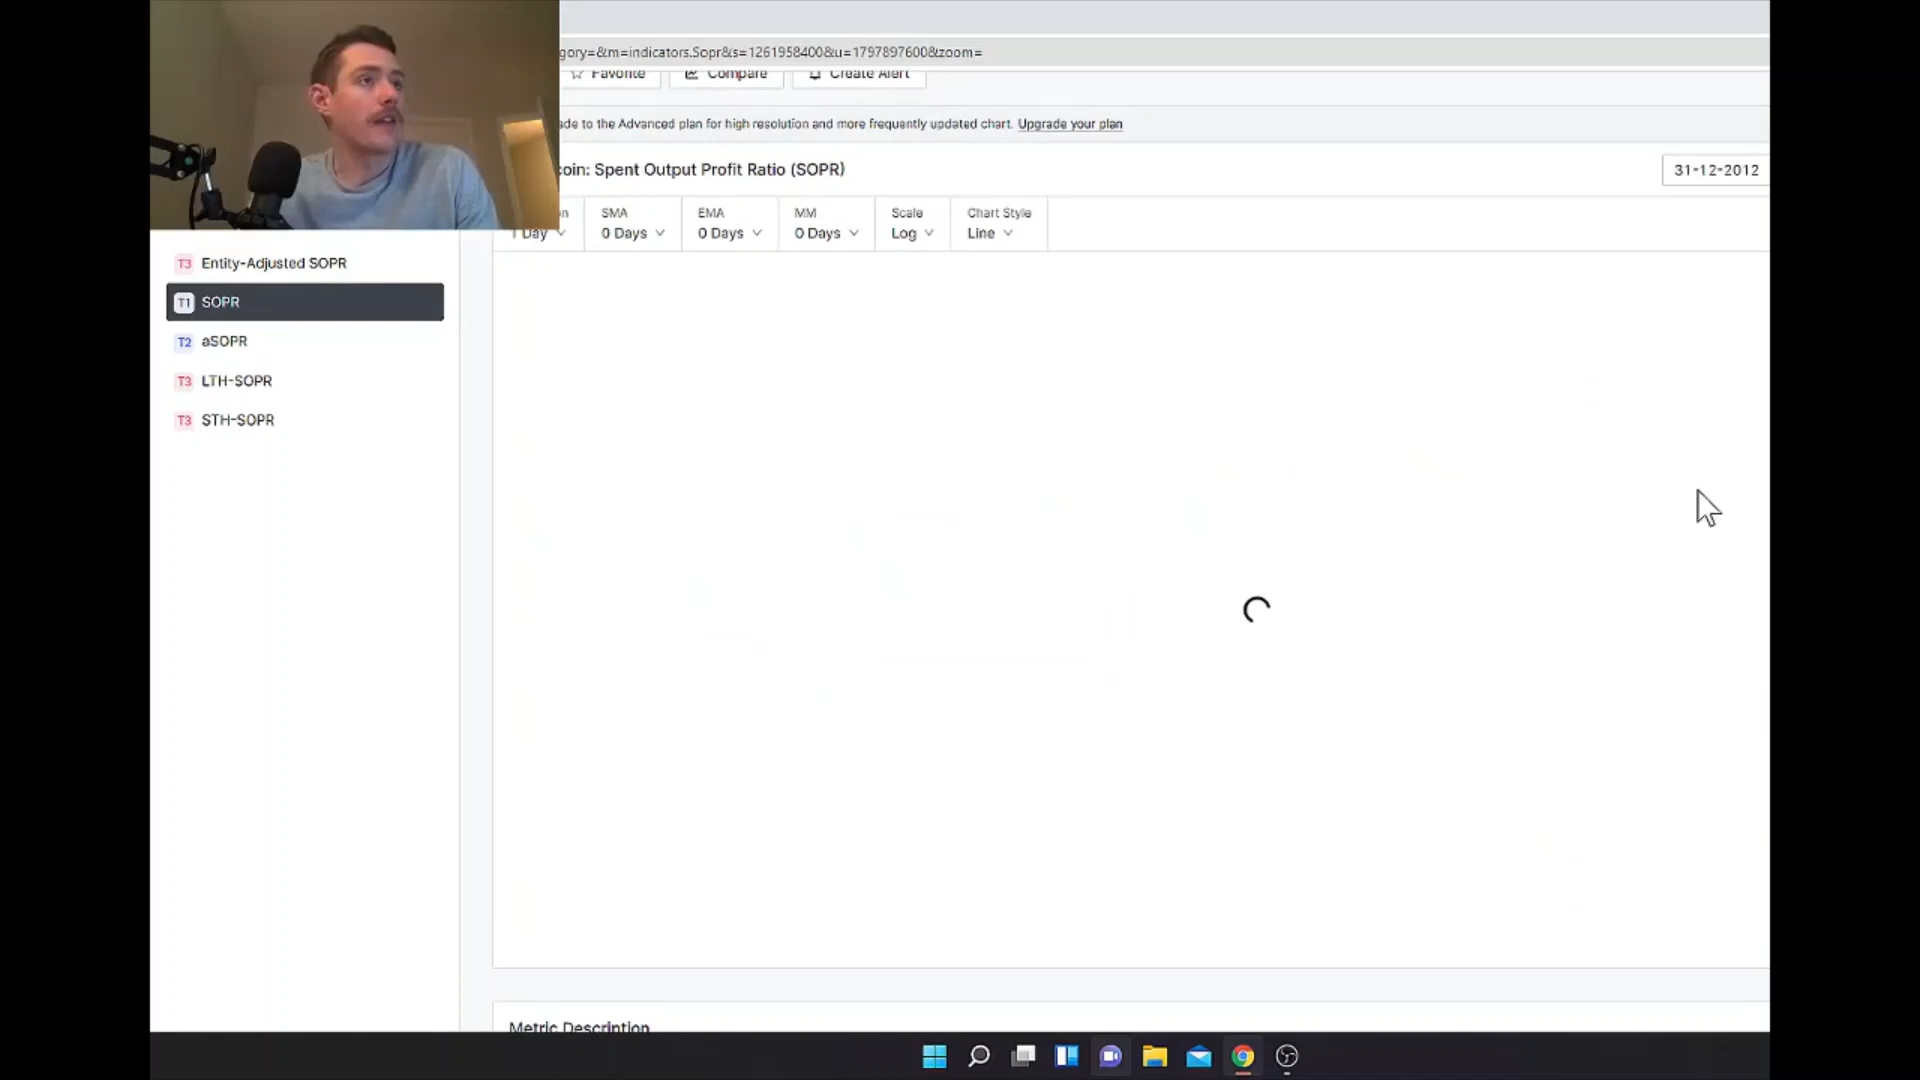 gory=&m=indicators.Sopr&s=1261958400&u=1797897600&zoom=
Favorite
Compare
Create Alert
ade to the Advanced plan for high resolution and more frequently updated chart. Upgrade your plan
coin: Spent Output Profit Ratio (SOPR)
31-12-2012
n
1 Day
SMA
0 Days
EMA
0 Days
MM
0 Days
Scale
Log
Chart Style
Line
T3 Entity-Adjusted SOPR
T1 SOPR
T2 aSOPR
T3 LTH-SOPR
T3 STH-SOPR
Metric Description